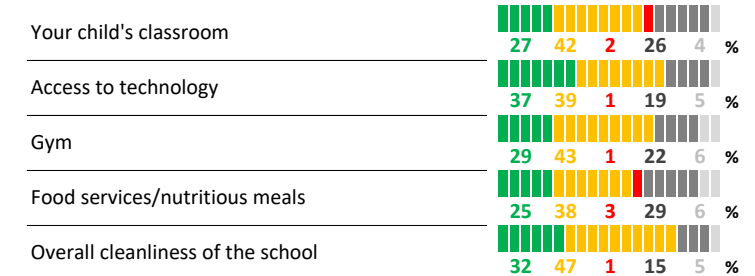 Your child's classroom
27 42 2 26 4 %
Access to technology
37 39 1 19 5 %
Gym
29 43 1 22 6 %
Food services/nutritious meals
25 38 3 29 6 %
Overall cleanliness of the school
32 47 1 15 5 %